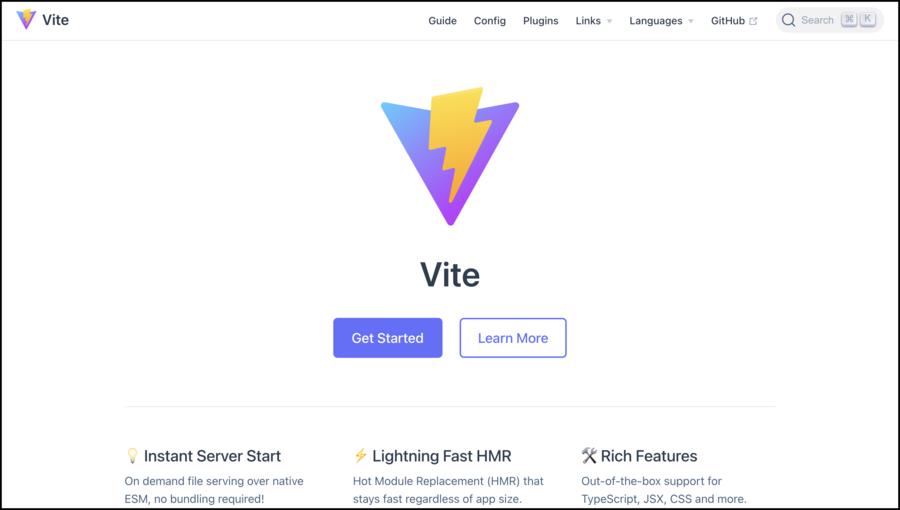 Vite
Guide Config Plugins Links Languages GitHub Search ⌘ K
Vite
Get Started Learn More
💡 Instant Server Start
On demand file serving over native
ESM, no bundling required!
⚡ Lightning Fast HMR
Hot Module Replacement (HMR) that
stays fast regardless of app size.
🛠️ Rich Features
Out-of-the-box support for
TypeScript, JSX, CSS and more.